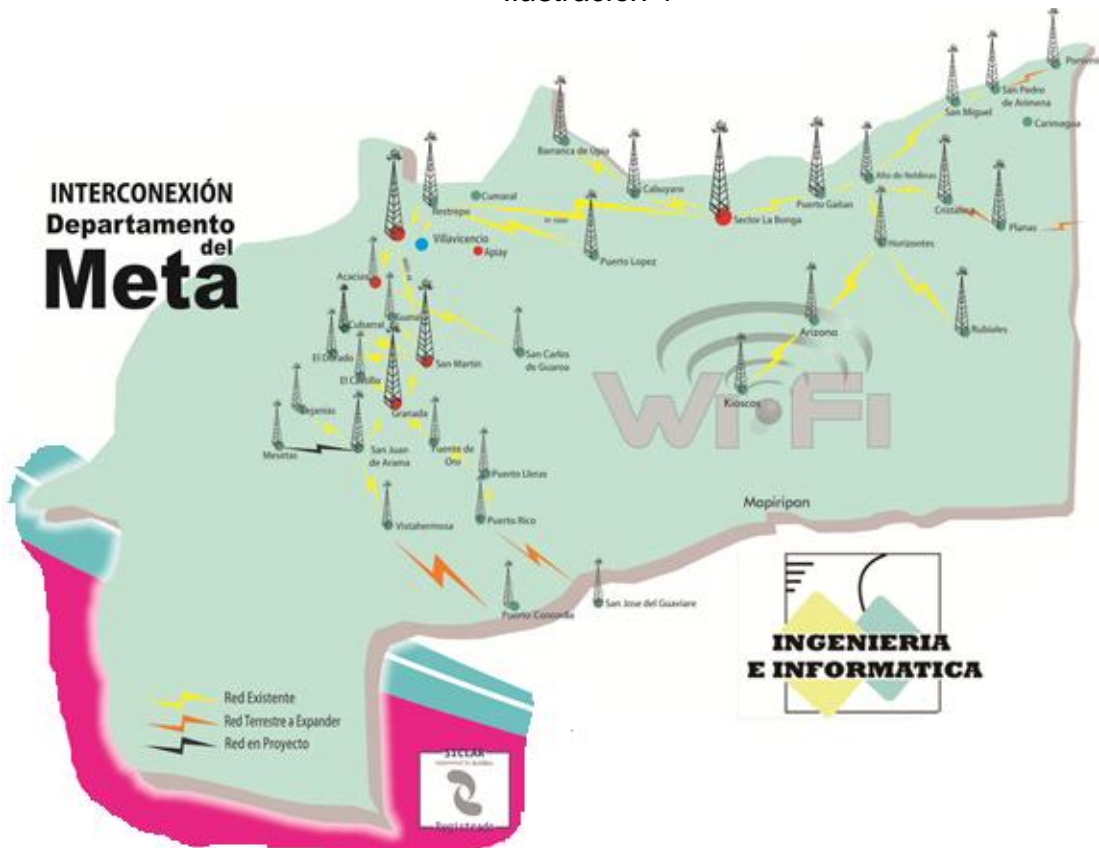 INTERCONEXIÓN
Departamento
del
Meta
Barranca de Upia
Cabuyaro
Cumaral
Restrepo
Villavicencio
Apiay
Puerto Lopez
Sector La Bonga
Puerto Gaitan
Alto de Neblinas
San Miguel
San Pedro
de Arimena
Carimagua
Cristalina
Planas
Horizontes
Rubiales
Arizona
Kioscos
Acacias
Cubarral
El Dorado
El Castillo
San Martin
San Carlos
de Guaroa
Granada
Lejanias
Mesetas
San Juan
de Arama
Fuente de
Oro
Puerto Lleras
Puerto Rico
Vistahermosa
Puerto Concordia
San Jose del Guaviare
Mapiripan
Wi Fi
INGENIERIA
E INFORMATICA
Red Existente
Red Terrestre a Expander
Red en Proyecto
Registrado